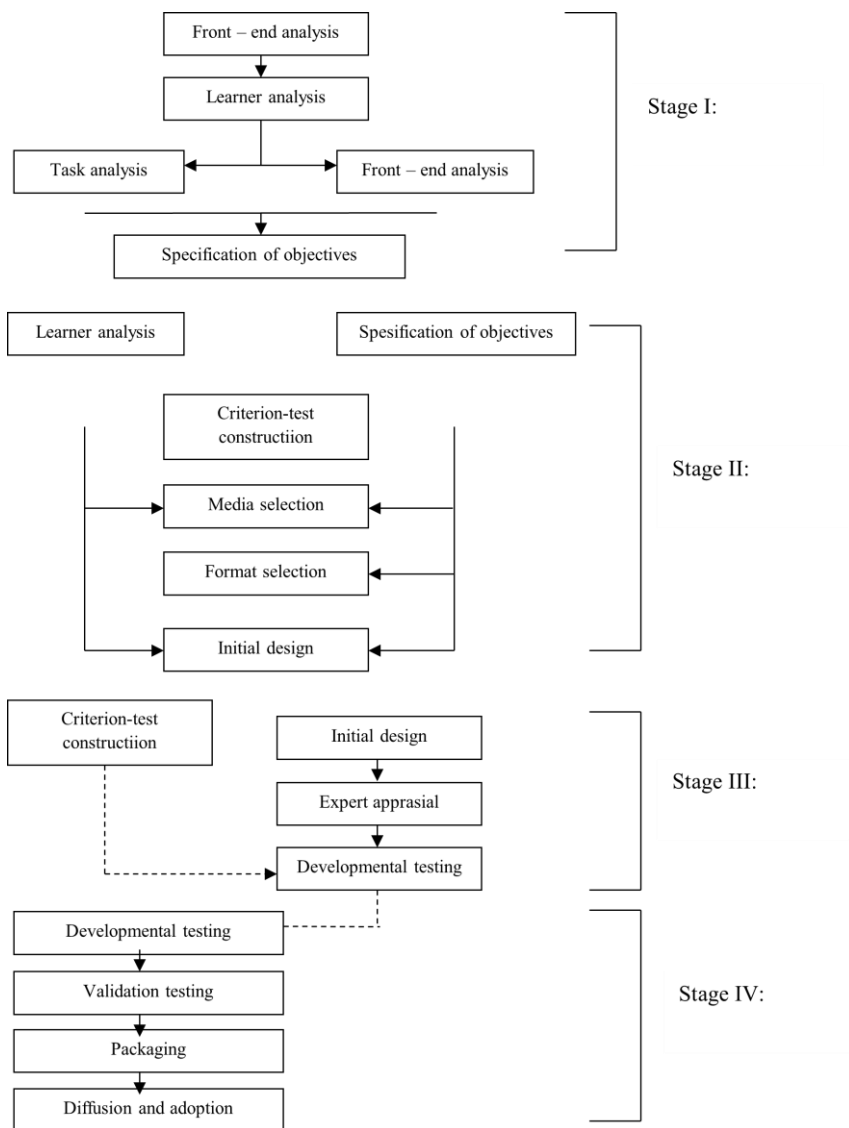 Front – end analysis
Learner analysis
Stage I:
Task analysis
Front – end analysis
Specification of objectives
Learner analysis
Spesification of objectives
Criterion-test
constructiion
Stage II:
Media selection
Format selection
Initial design
Criterion-test
constructiion
Initial design
Stage III:
Expert apprasial
Developmental testing
Developmental testing
Validation testing
Stage IV:
Packaging
Diffusion and adoption